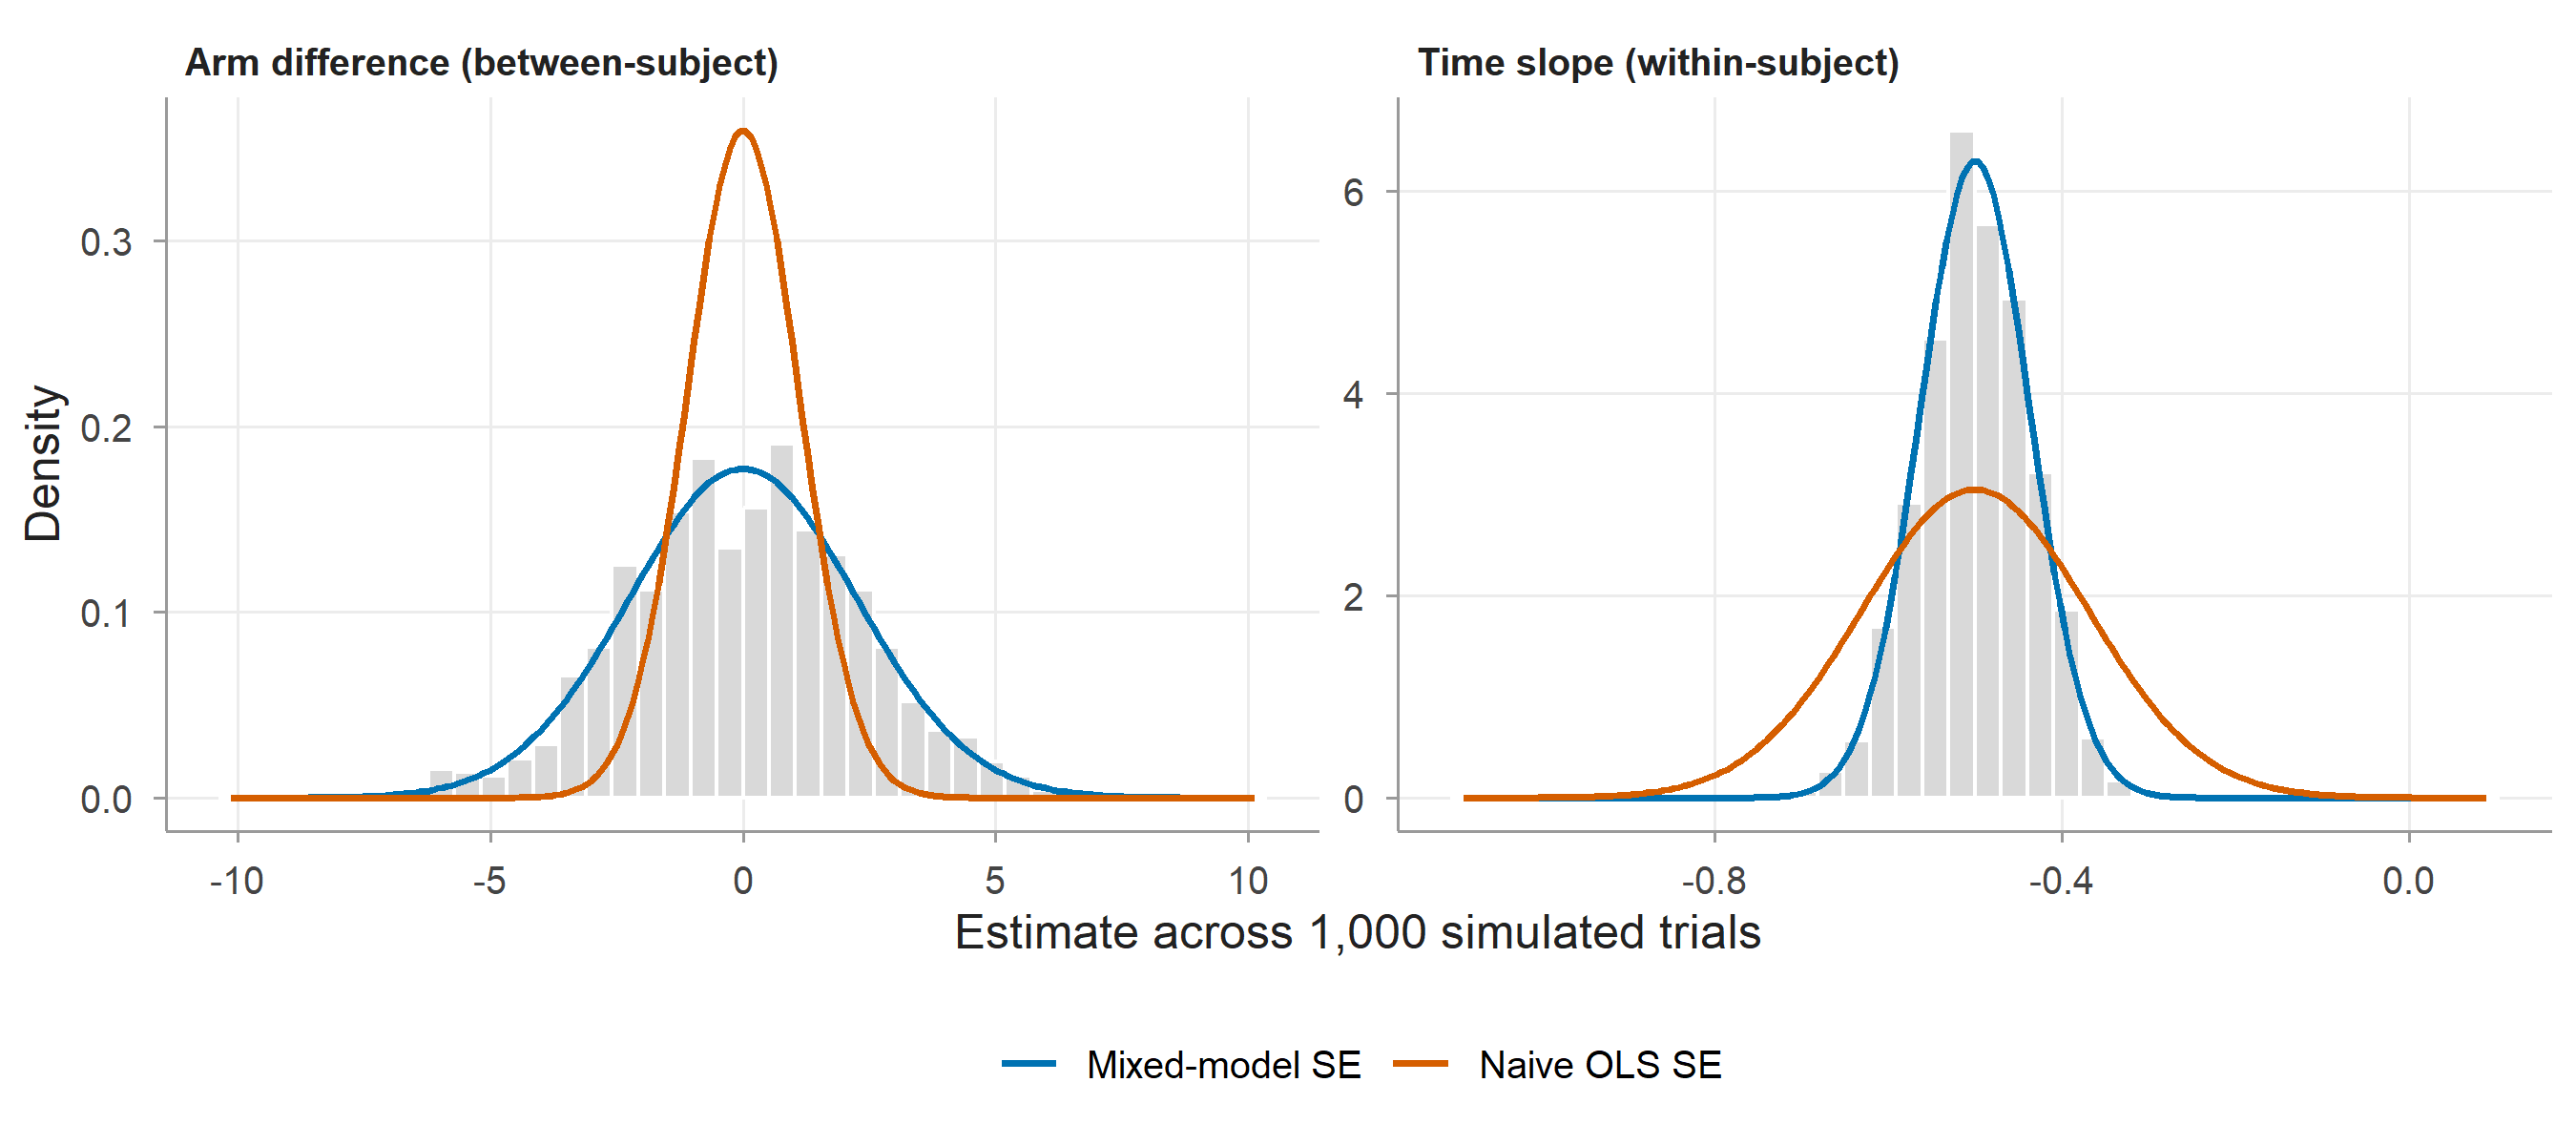 Arm difference (between-subject)
Time slope (within-subject)
Density
0.3
0.2
0.1
0.0
-10
-5
0
5
10
6
4
2
0
-0.8
-0.4
0.0
Estimate across 1,000 simulated trials
Mixed-model SE
Naive OLS SE